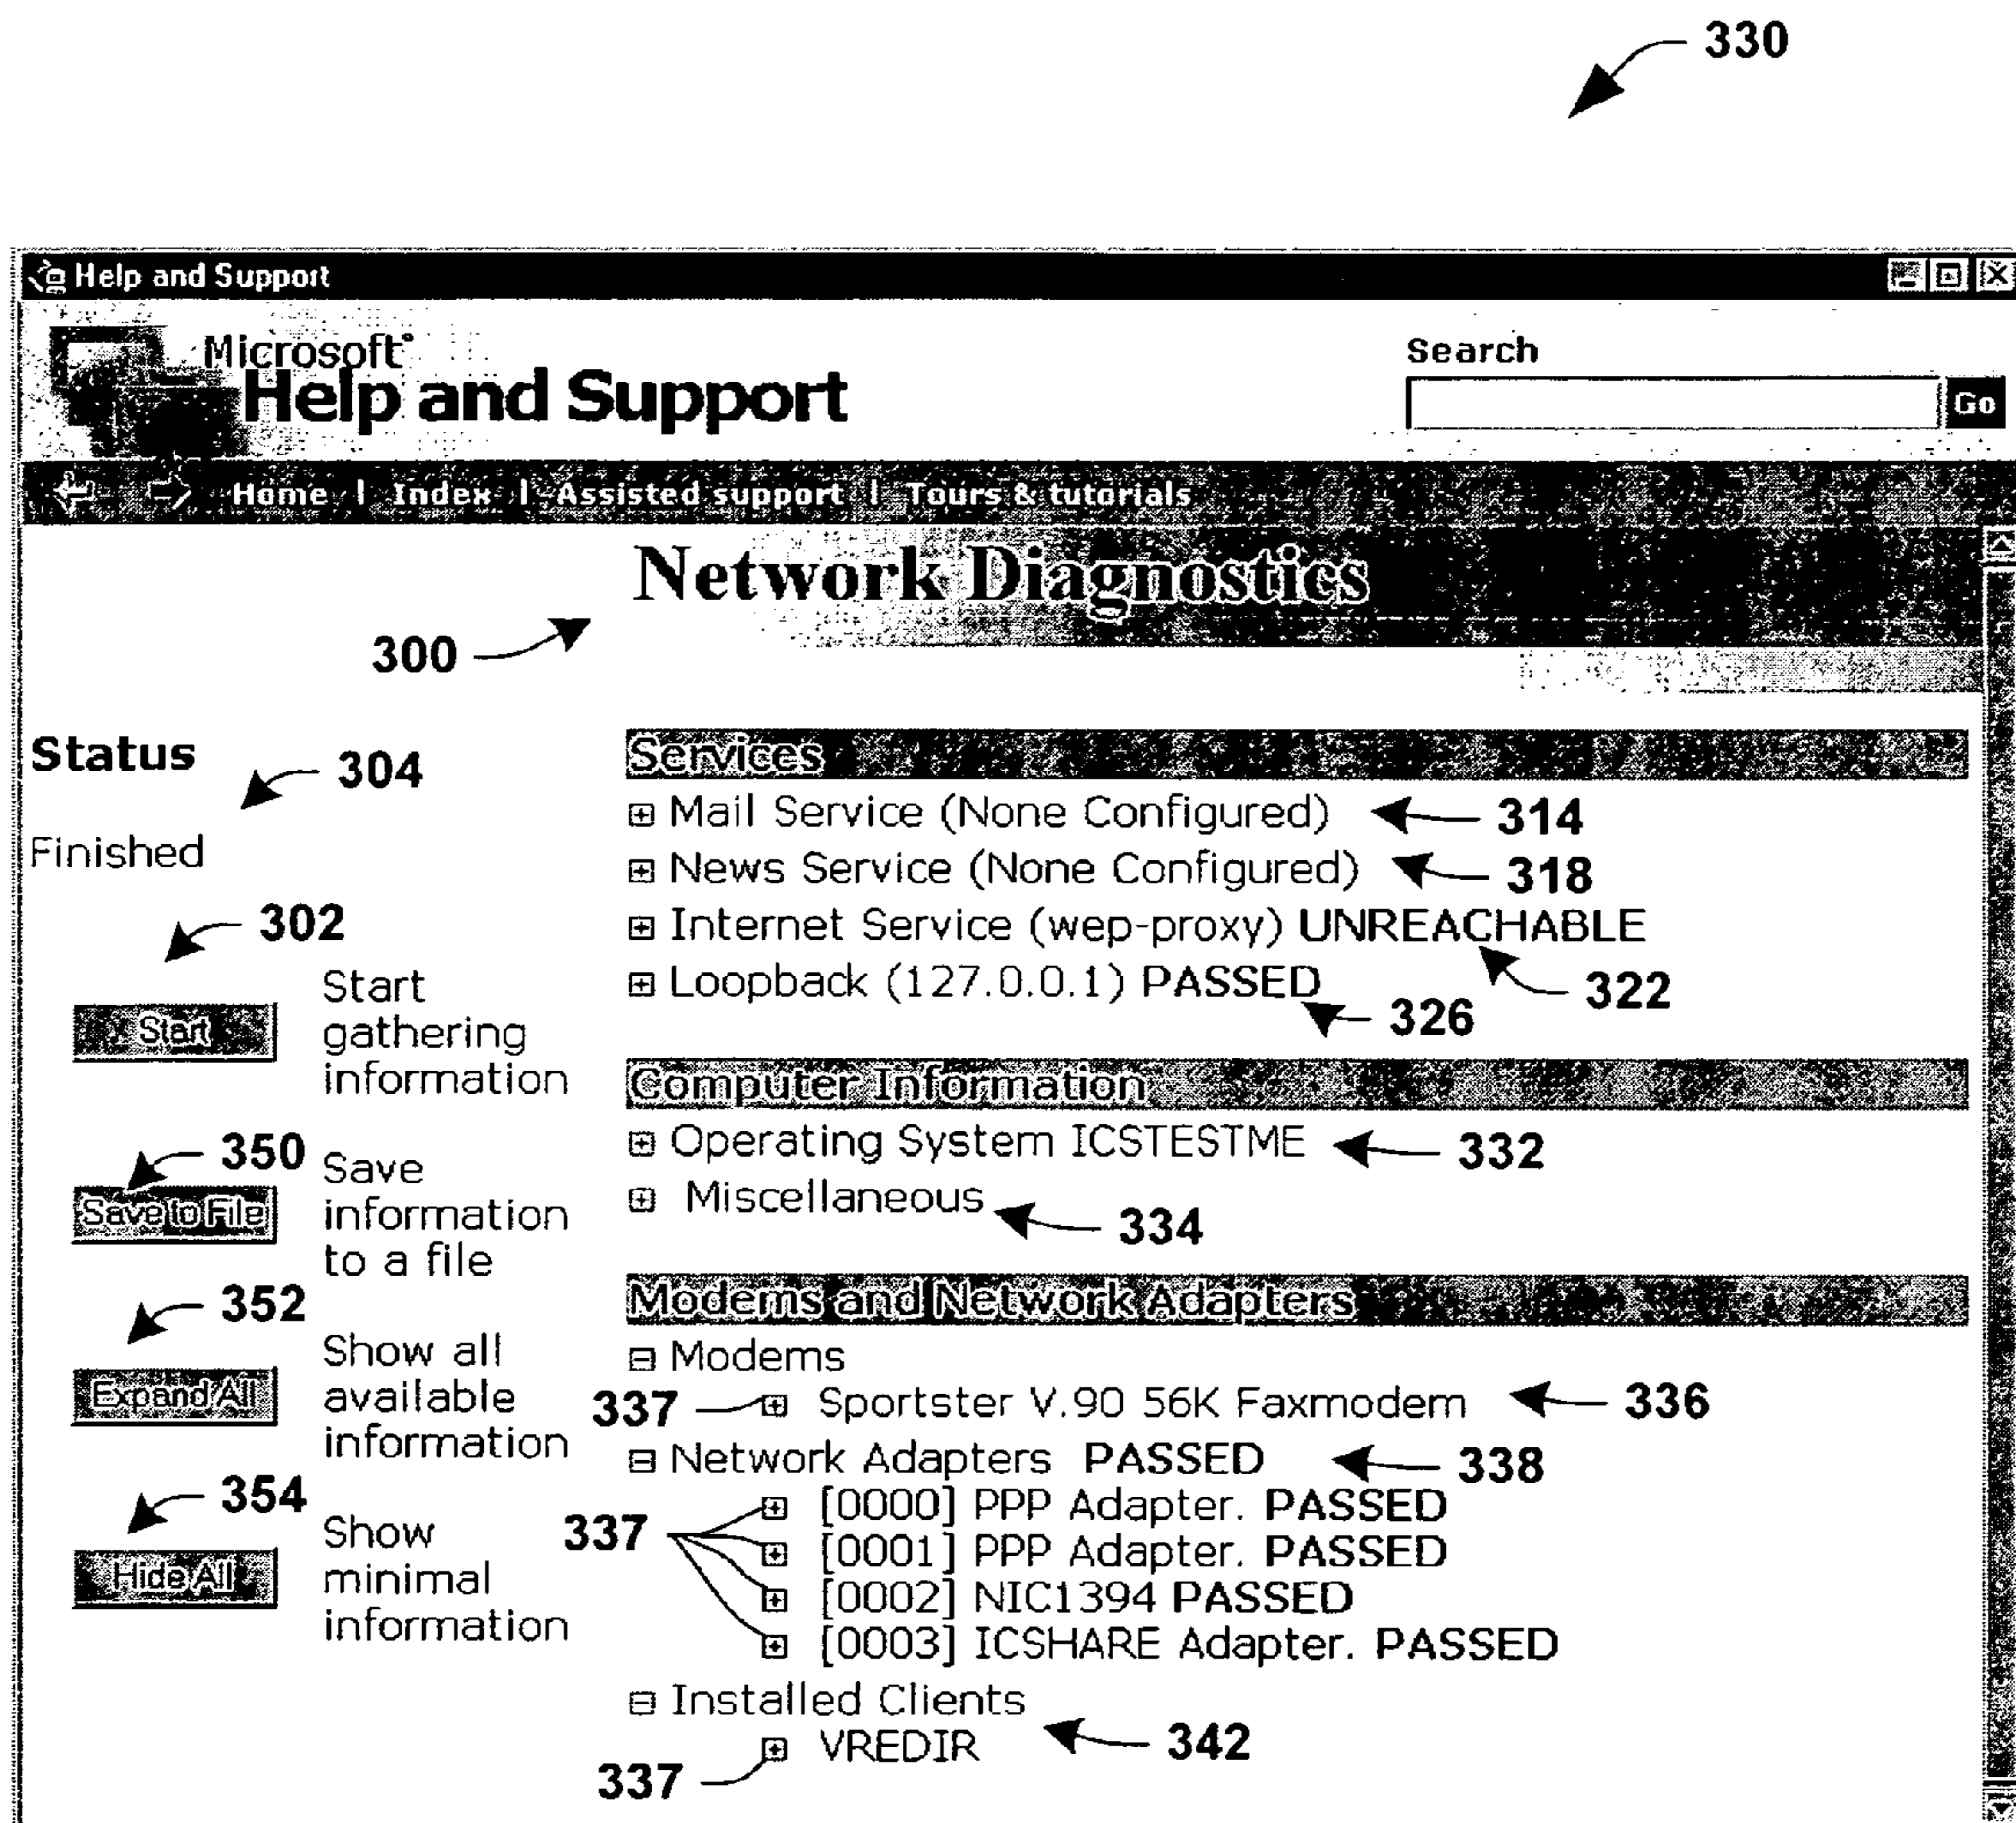 330
Help and Support
Microsoft®
Help and Support
Search
Go
Home | Index | Assisted support | Tours & tutorials
Network Diagnostics
300
Status
304
Finished
302
Start
Start
gathering
information
350
Save to File
Save
information
to a file
352
Expand All
Show all
available
information
354
Hide All
Show
minimal
information
Services
Mail Service (None Configured) 314
News Service (None Configured) 318
Internet Service (wep-proxy) UNREACHABLE
322
Loopback (127.0.0.1) PASSED
326
Computer Information
Operating System ICSTESTME 332
Miscellaneous 334
Modems and Network Adapters
Modems
337 Sportster V.90 56K Faxmodem 336
Network Adapters PASSED 338
337
[0000] PPP Adapter. PASSED
[0001] PPP Adapter. PASSED
[0002] NIC1394 PASSED
[0003] ICSHARE Adapter. PASSED
Installed Clients
342
VREDIR
337